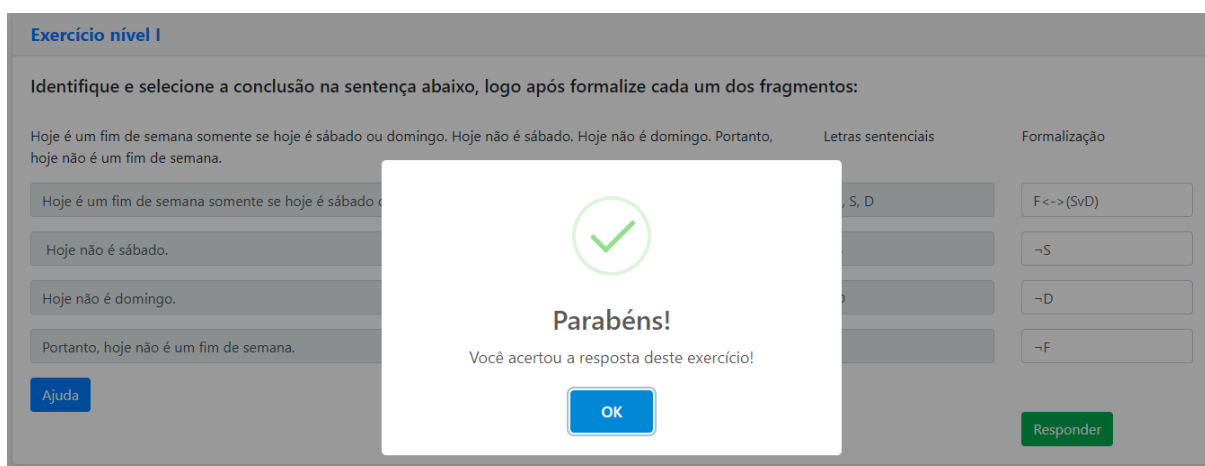 Exercício nível I
Identifique e selecione a conclusão na sentença abaixo, logo após formalize cada um dos fragmentos:
Hoje é um fim de semana somente se hoje é sábado ou domingo. Hoje não é sábado. Hoje não é domingo. Portanto,
hoje não é um fim de semana.
Letras sentenciais
Formalização
Hoje é um fim de semana somente se hoje é sábado
, S, D
F<->(SvD)
Hoje não é sábado.
¬S
Hoje não é domingo.
¬D
Portanto, hoje não é um fim de semana.
¬F
Parabéns!
Você acertou a resposta deste exercício!
OK
Ajuda
Responder